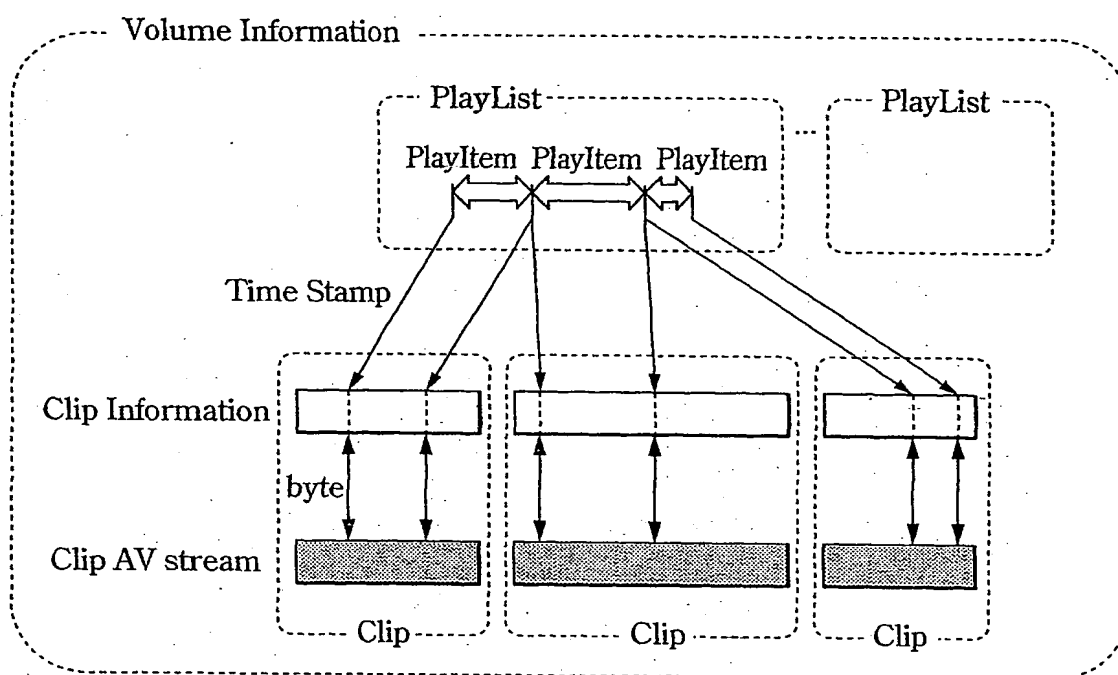 Volume Information
PlayList
PlayList
...
PlayItem PlayItem PlayItem
Time Stamp
Clip Information
byte
Clip AV stream
Clip
Clip
Clip